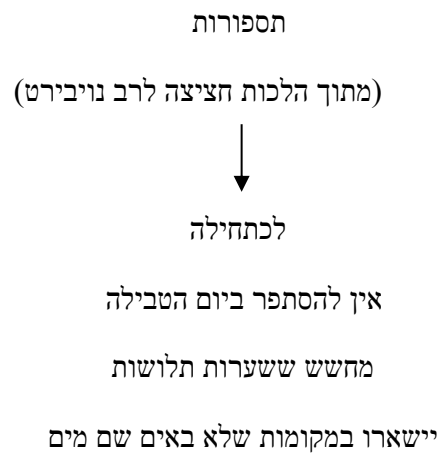 תספורות
(מתוך הלכות חציצה לרב נויבירט)
לכתחילה
אין להסתפר ביום הטבילה
מחשש ששערות תלושות
יישארו במקומות שלא באים שם מים